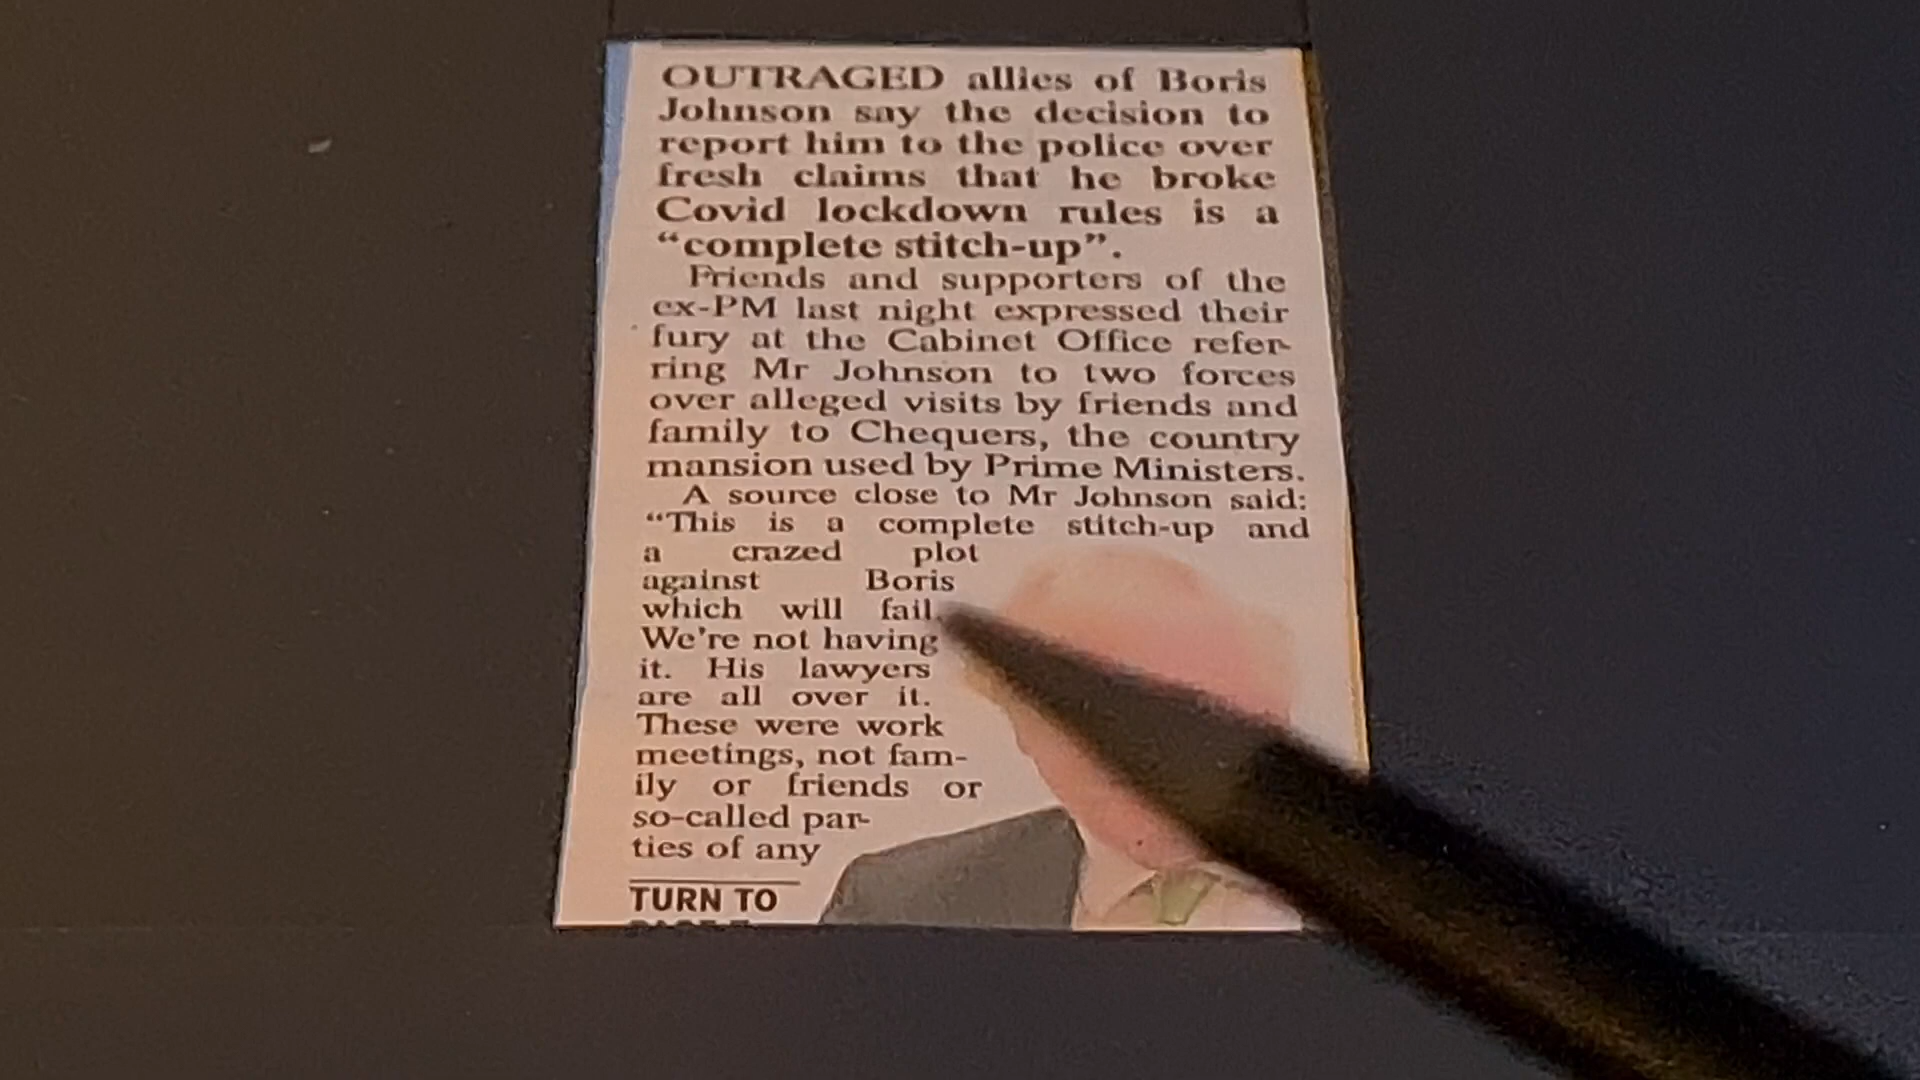 OUTRAGED allies of Boris
Johnson say the decision to
report him to the police over
fresh claims that he broke
Covid lockdown rules is a
“complete stitch-up”.
Friends and supporters of the
ex-PM last night expressed their
fury at the Cabinet Office refer-
ring Mr Johnson to two forces
over alleged visits by friends and
family to Chequers, the country
mansion used by Prime Ministers.
A source close to Mr Johnson said:
“This is a complete stitch-up and
a crazed plot
against Boris
which will fail.
We're not having
it. His lawyers
are all over it.
These were work
meetings, not fam-
ily or friends or
so-called par-
ties of any
TURN TO